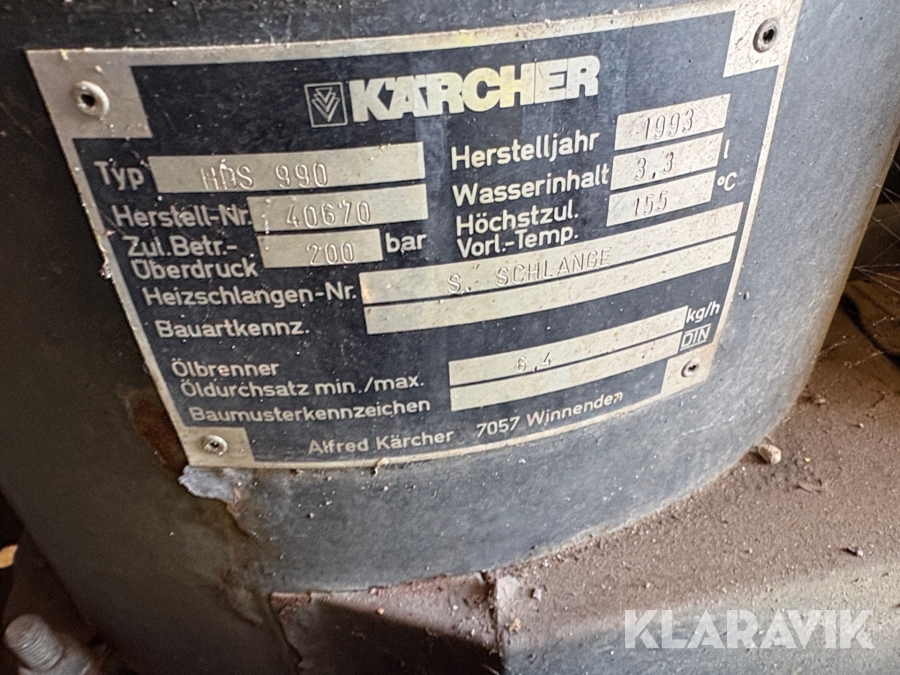 KÄRCHER
Typ HDS 990
Herstelljahr 1993
Herstell-Nr. 40670
Wasserinhalt 3,3 l
Zul. Betr.-Überdruck 200 bar
Höchstzul. Vorl.-Temp. 155 °C
Heizschlangen-Nr. S. SCHLANGE
Bauartkennz.
Ölbrenner
Öldurchsatz min./max. 6,4 kg/h
Baumusterkennzeichen DIN
Alfred Kärcher 7057 Winnenden
KLARAVIK